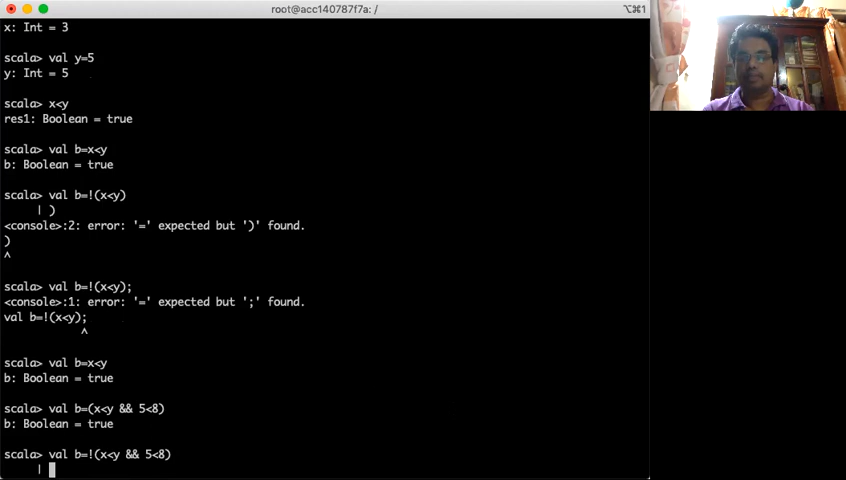 root@acc140787f7a: /
⌥⌘1
x: Int = 3
scala> val y=5
y: Int = 5
scala> x<y
res1: Boolean = true
scala> val b=x<y
b: Boolean = true
scala> val b=!(x<y)
| )
<console>:2: error: '=' expected but ')' found.
)
^
scala> val b=!(x<y);
<console>:1: error: '=' expected but ';' found.
val b=!(x<y);
^
scala> val b=x<y
b: Boolean = true
scala> val b=(x<y && 5<8)
b: Boolean = true
scala> val b=!(x<y && 5<8)
|